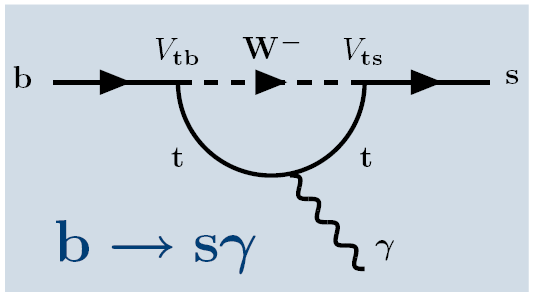 V_tb W⁻ V_ts
b s
t t
b → sγ γ